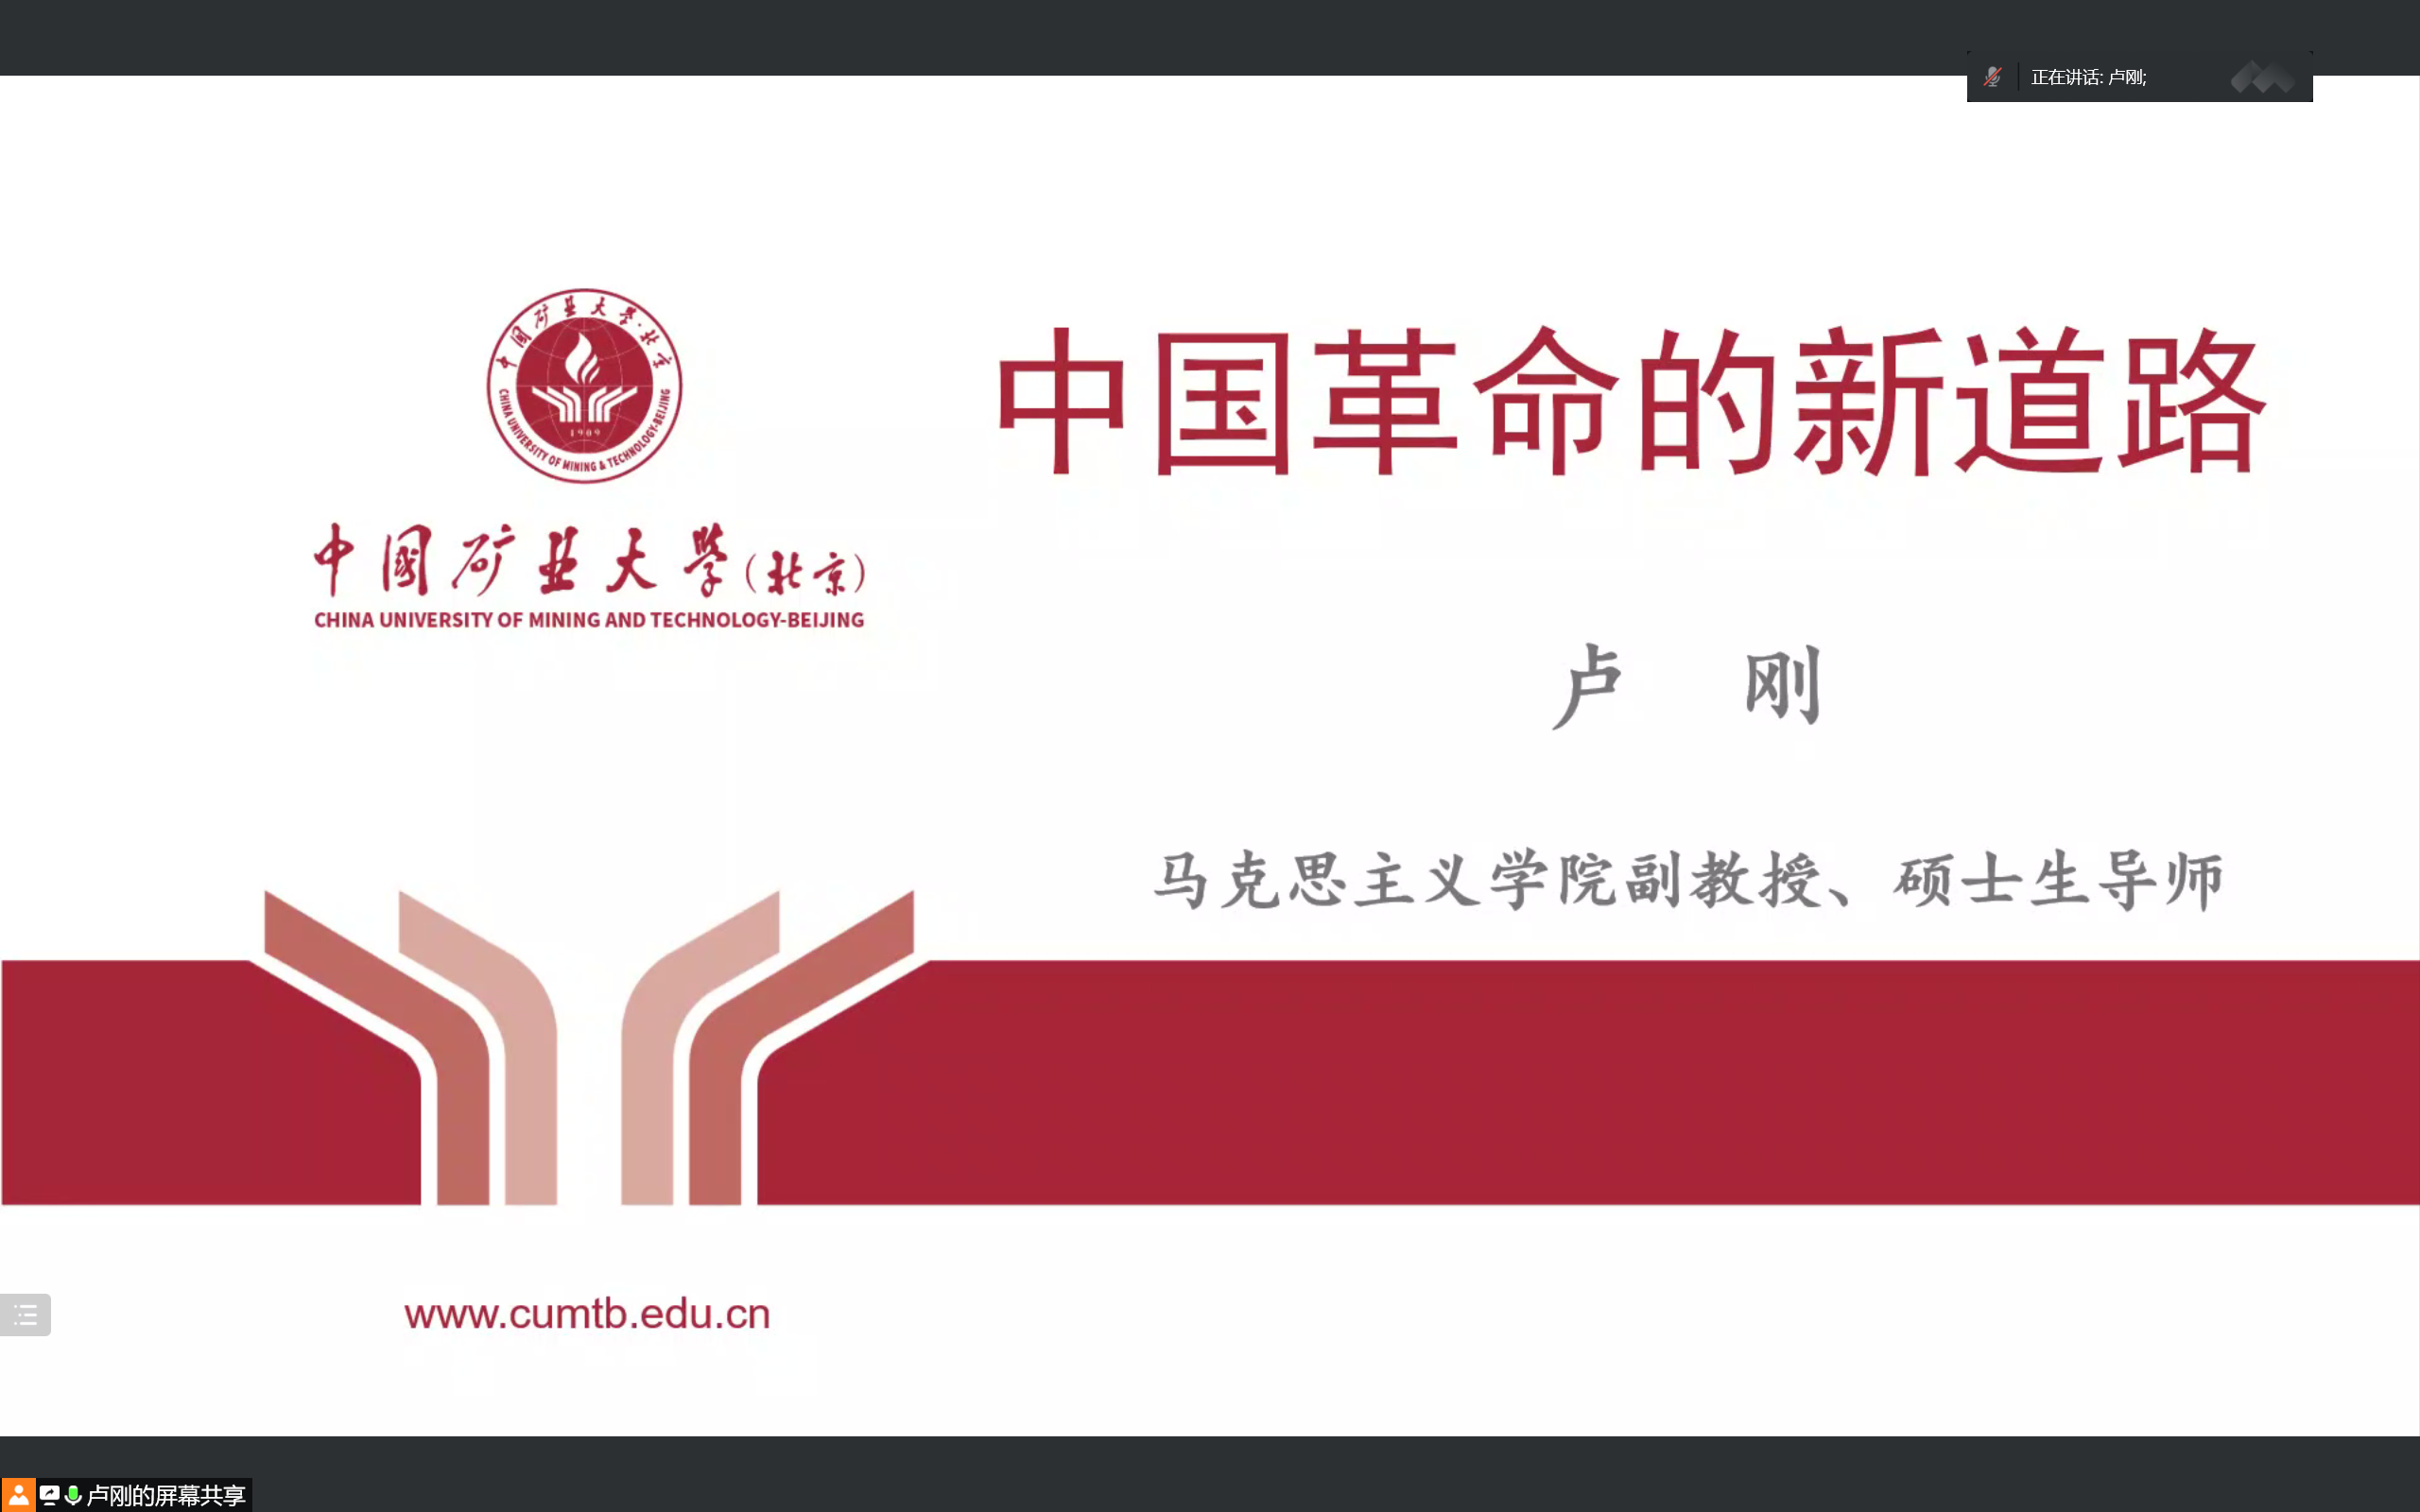 正在讲话: 卢刚;
中国矿业大学·北京
CHINA UNIVERSITY OF MINING & TECHNOLOGY-BEIJING
1909
中国革命的新道路
中國矿业大學(北京)
CHINA UNIVERSITY OF MINING AND TECHNOLOGY-BEIJING
卢 刚
马克思主义学院副教授、硕士生导师
www.cumtb.edu.cn
卢刚的屏幕共享